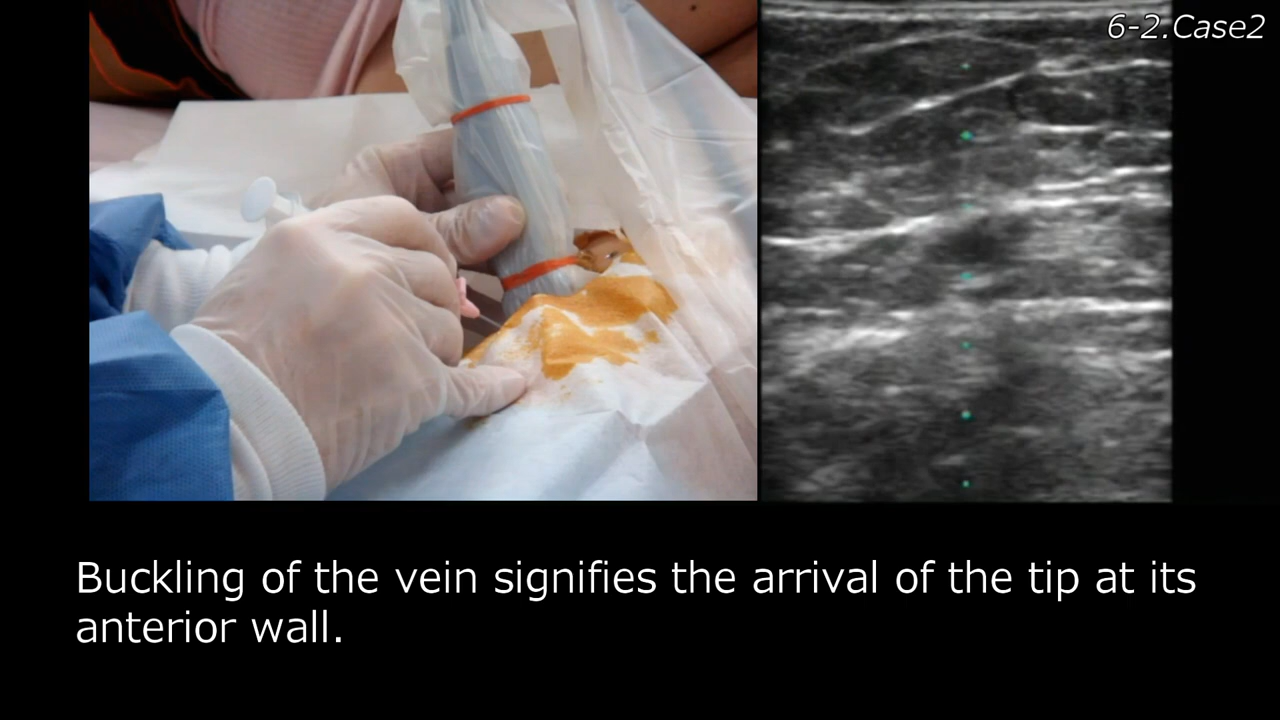 6-2.Case2
Buckling of the vein signifies the arrival of the tip at its
anterior wall.